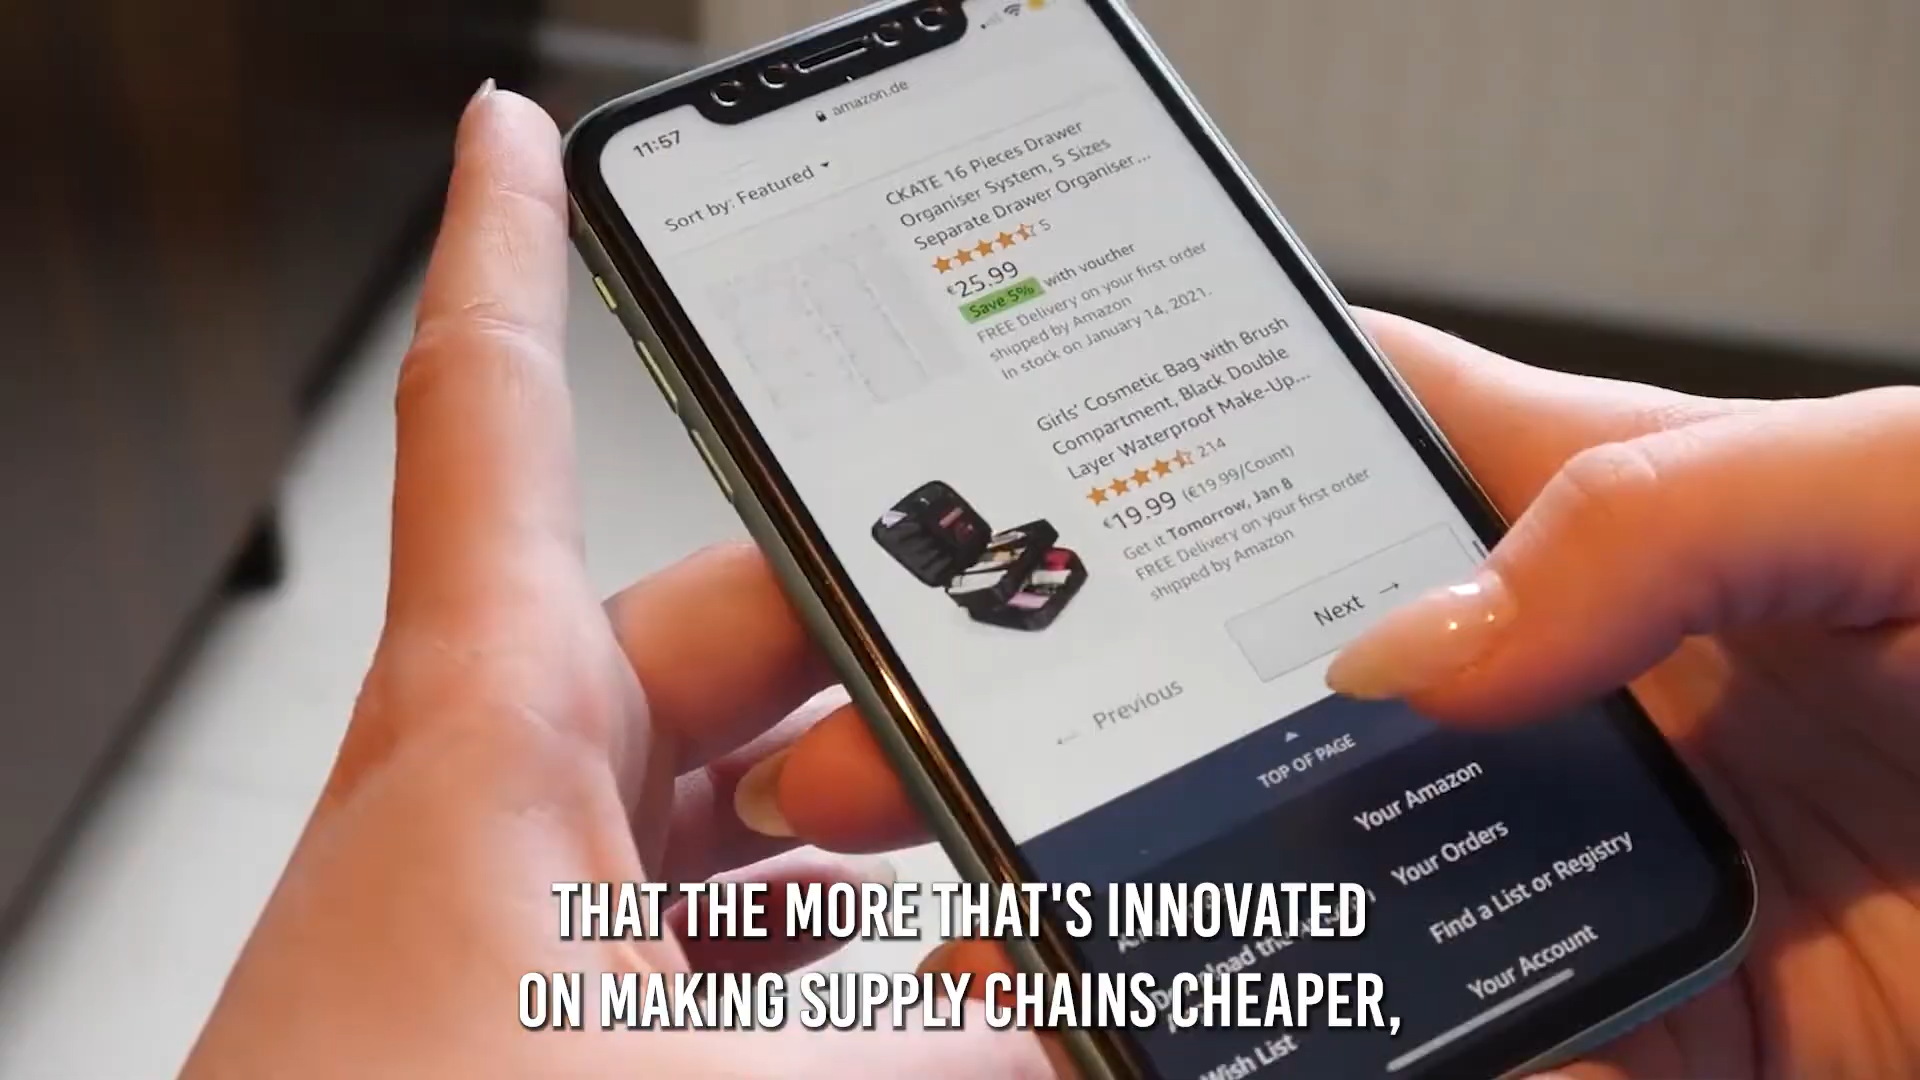 11:57
amazon.de
Sort by: Featured
CKATE 16 Pieces Drawer
Organiser System, 5 Sizes
Separate Drawer Organiser...
5
€25.99
Save 5% with voucher
FREE Delivery on your first order
shipped by Amazon
In stock on January 14, 2021.
Girls' Cosmetic Bag with Brush
Compartment, Black Double
Layer Waterproof Make-Up...
214
€19.99 (€19.99/Count)
Get it Tomorrow, Jan 8
FREE Delivery on your first order
shipped by Amazon
Next →
← Previous
TOP OF PAGE
Your Amazon
Your Orders
Find a List or Registry
Your Account
Wish List
THAT THE MORE THAT'S INNOVATED
ON MAKING SUPPLY CHAINS CHEAPER,